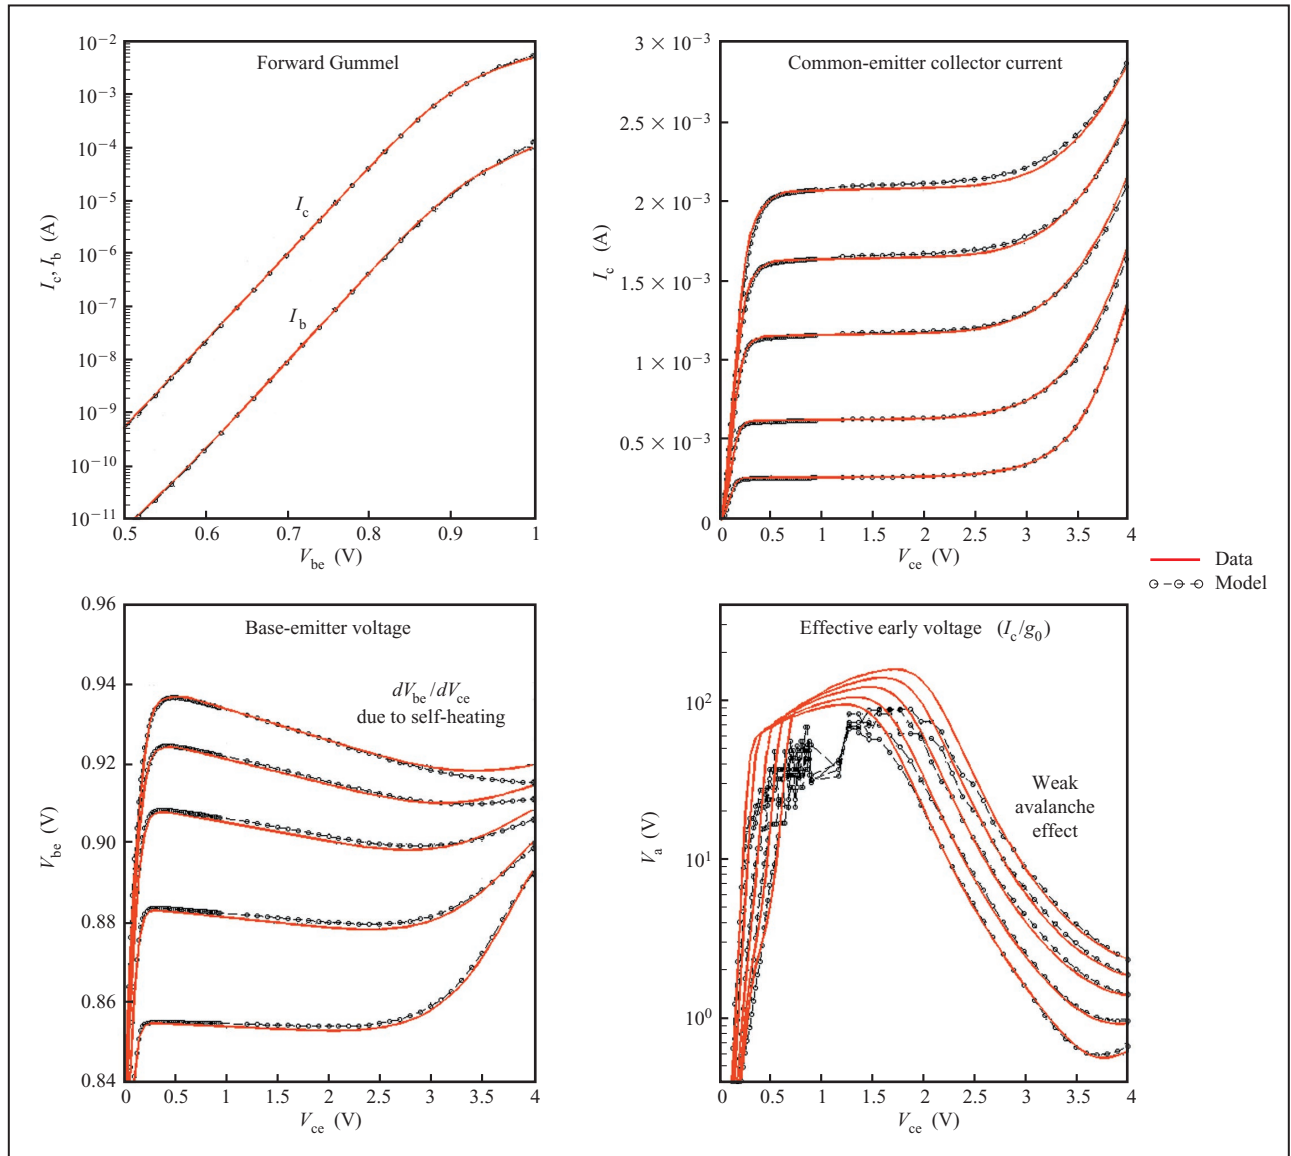 Forward Gummel
10⁻²
10⁻³
10⁻⁴
10⁻⁵
10⁻⁶
10⁻⁷
10⁻⁸
10⁻⁹
10⁻¹⁰
10⁻¹¹
I_c, I_b (A)
I_c
I_b
0.5 0.6 0.7 0.8 0.9 1
V_be (V)
Common-emitter collector current
3 × 10⁻³
2.5 × 10⁻³
2 × 10⁻³
1.5 × 10⁻³
1 × 10⁻³
0.5 × 10⁻³
0
I_c (A)
0 0.5 1 1.5 2 2.5 3 3.5 4
V_ce (V)
Data
Model
Base-emitter voltage
dV_be/dV_ce
due to self-heating
0.96
0.94
0.92
0.90
0.88
0.86
0.84
V_be (V)
0 0.5 1 1.5 2 2.5 3 3.5 4
V_ce (V)
Effective early voltage (I_c/g_0)
Weak
avalanche
effect
10²
10¹
10⁰
V_a (V)
0 0.5 1 1.5 2 2.5 3 3.5 4
V_ce (V)